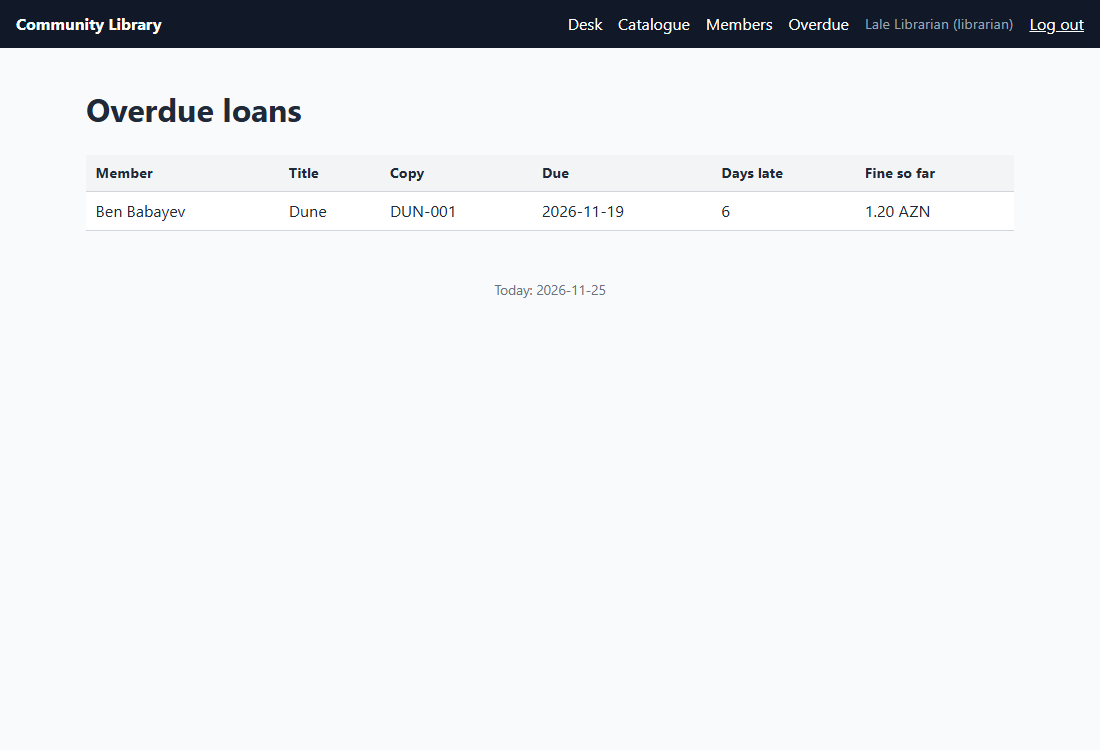 Community Library Desk Catalogue Members Overdue Lale Librarian (librarian) Log out
Overdue loans
Member Title Copy Due Days late Fine so far
Ben Babayev Dune DUN-001 2026-11-19 6 1.20 AZN
Today: 2026-11-25